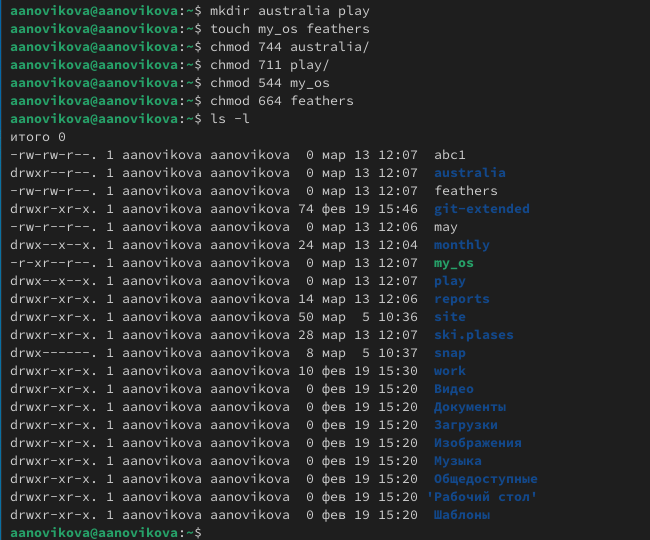 aanovikova@aanovikova:~$ mkdir australia play
aanovikova@aanovikova:~$ touch my_os feathers
aanovikova@aanovikova:~$ chmod 744 australia/
aanovikova@aanovikova:~$ chmod 711 play/
aanovikova@aanovikova:~$ chmod 544 my_os
aanovikova@aanovikova:~$ chmod 664 feathers
aanovikova@aanovikova:~$ ls -l
итого 0
-rw-rw-r--. 1 aanovikova aanovikova  0 мар 13 12:07  abc1
drwxr--r--. 1 aanovikova aanovikova  0 мар 13 12:07  australia
-rw-rw-r--. 1 aanovikova aanovikova  0 мар 13 12:07  feathers
drwxr-xr-x. 1 aanovikova aanovikova 74 фев 19 15:46  git-extended
-rw-r--r--. 1 aanovikova aanovikova  0 мар 13 12:06  may
drwx--x--x. 1 aanovikova aanovikova 24 мар 13 12:04  monthly
-r-xr--r--. 1 aanovikova aanovikova  0 мар 13 12:07  my_os
drwx--x--x. 1 aanovikova aanovikova  0 мар 13 12:07  play
drwxr-xr-x. 1 aanovikova aanovikova 14 мар 13 12:06  reports
drwxr-xr-x. 1 aanovikova aanovikova 50 мар  5 10:36  site
drwxr-xr-x. 1 aanovikova aanovikova 28 мар 13 12:07  ski.plases
drwx------. 1 aanovikova aanovikova  8 мар  5 10:37  snap
drwxr-xr-x. 1 aanovikova aanovikova 10 фев 19 15:30  work
drwxr-xr-x. 1 aanovikova aanovikova  0 фев 19 15:20  Видео
drwxr-xr-x. 1 aanovikova aanovikova  0 фев 19 15:20  Документы
drwxr-xr-x. 1 aanovikova aanovikova  0 фев 19 15:20  Загрузки
drwxr-xr-x. 1 aanovikova aanovikova  0 фев 19 15:20  Изображения
drwxr-xr-x. 1 aanovikova aanovikova  0 фев 19 15:20  Музыка
drwxr-xr-x. 1 aanovikova aanovikova  0 фев 19 15:20  Общедоступные
drwxr-xr-x. 1 aanovikova aanovikova  0 фев 19 15:20 'Рабочий стол'
drwxr-xr-x. 1 aanovikova aanovikova  0 фев 19 15:20  Шаблоны
aanovikova@aanovikova:~$